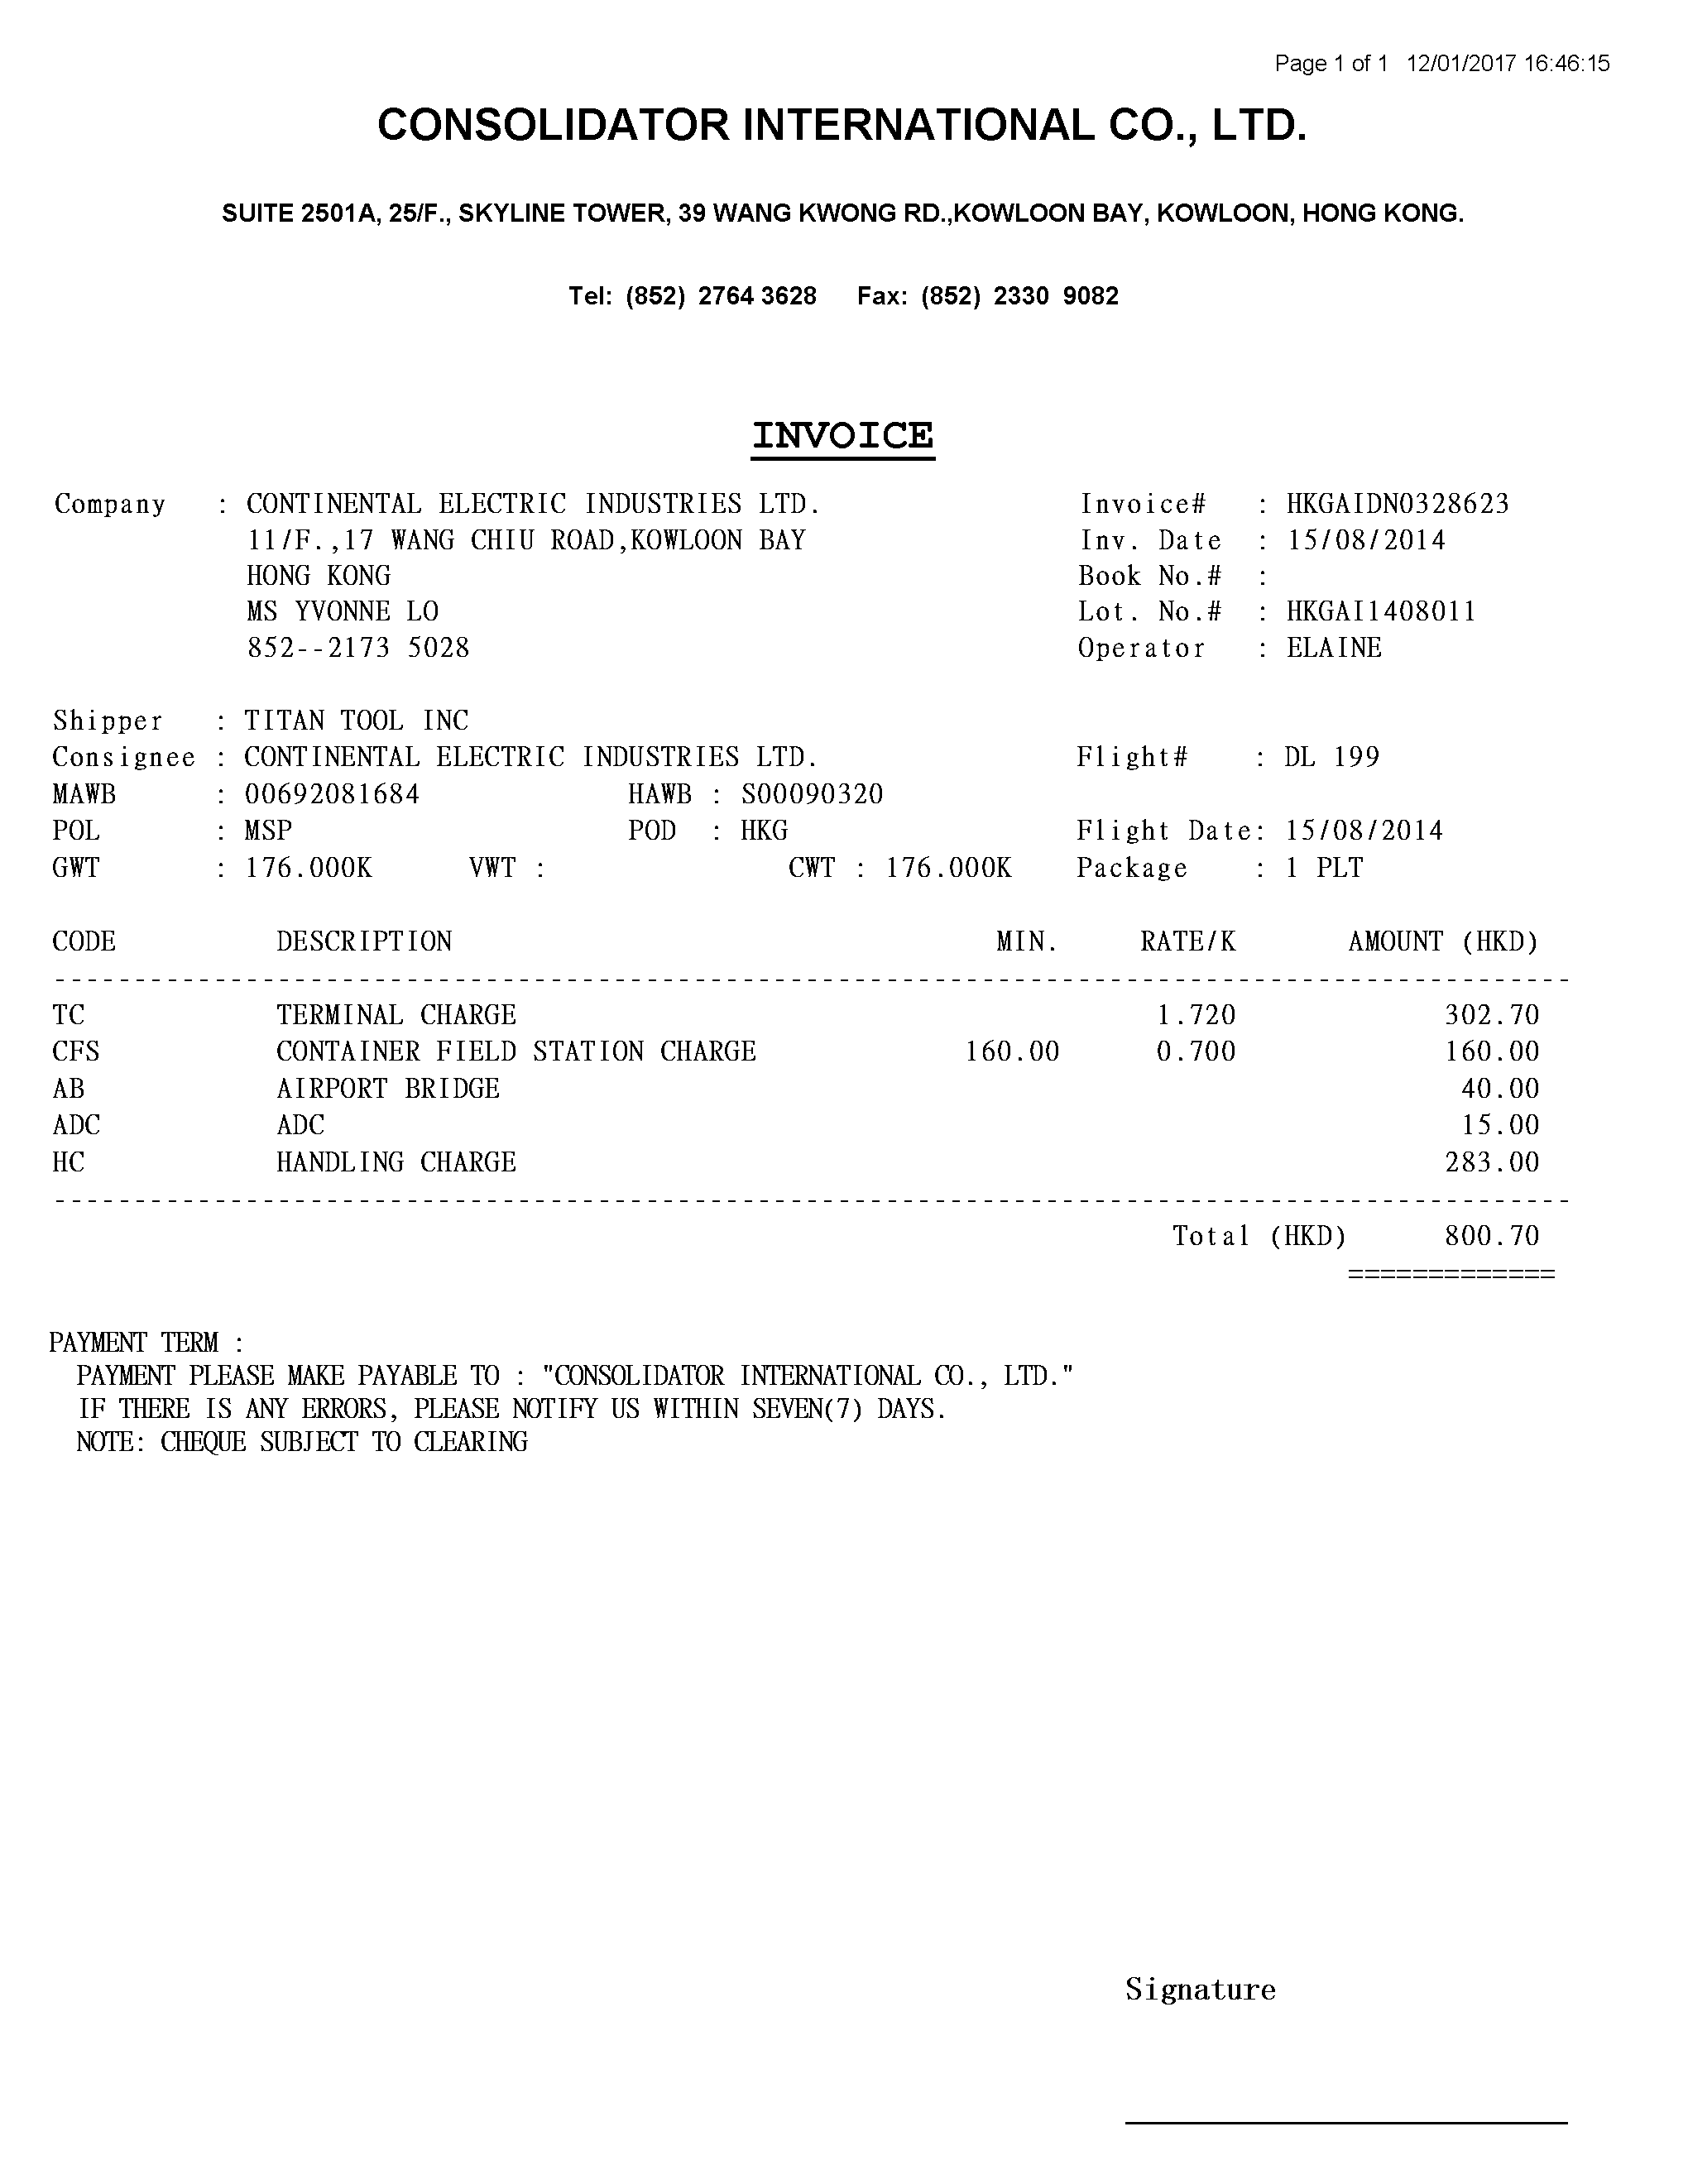 Page 1 of 1 12/01/2017 16:46:15
CONSOLIDATOR INTERNATIONAL CO., LTD.
SUITE 2501A, 25/F., SKYLINE TOWER, 39 WANG KWONG RD.,KOWLOON BAY, KOWLOON, HONG KONG.
Tel: (852) 2764 3628 Fax: (852) 2330 9082
INVOICE
Company : CONTINENTAL ELECTRIC INDUSTRIES LTD. Invoice# : HKGAIDN0328623
11/F.,17 WANG CHIU ROAD,KOWLOON BAY Inv. Date : 15/08/2014
HONG KONG Book No.# :
MS YVONNE LO Lot. No.# : HKGAI1408011
852--2173 5028 Operator : ELAINE
Shipper : TITAN TOOL INC
Consignee : CONTINENTAL ELECTRIC INDUSTRIES LTD. Flight# : DL 199
MAWB : 00692081684 HAWB : S00090320
POL : MSP POD : HKG Flight Date: 15/08/2014
GWT : 176.000K VWT : CWT : 176.000K Package : 1 PLT
CODE DESCRIPTION MIN. RATE/K AMOUNT (HKD)
TC TERMINAL CHARGE 1.720 302.70
CFS CONTAINER FIELD STATION CHARGE 160.00 0.700 160.00
AB AIRPORT BRIDGE 40.00
ADC ADC 15.00
HC HANDLING CHARGE 283.00
Total (HKD) 800.70
=============
PAYMENT TERM :
PAYMENT PLEASE MAKE PAYABLE TO : "CONSOLIDATOR INTERNATIONAL CO., LTD."
IF THERE IS ANY ERRORS, PLEASE NOTIFY US WITHIN SEVEN(7) DAYS.
NOTE: CHEQUE SUBJECT TO CLEARING
Signature